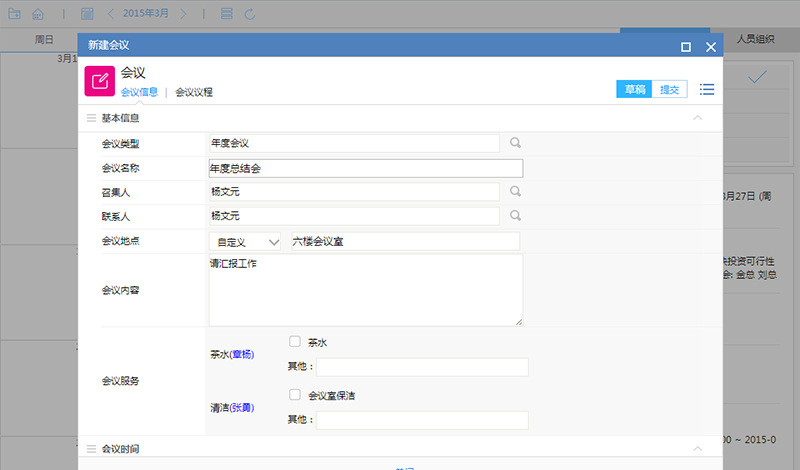 2015年3月
周日
人员组织
3月1
新建会议
会议
会议信息 | 会议议程
草稿 提交
基本信息
会议类型 年度会议
会议名称 年度总结会
召集人 杨文元
联系人 杨文元
会议地点 自定义 六楼会议室
会议内容 请汇报工作
会议服务
茶水(章杨) 茶水
其他：
清洁(张勇) 会议室保洁
其他：
会议时间
3月27日 (周
投资可行性
会: 金总 刘总
00 ~ 2015-0